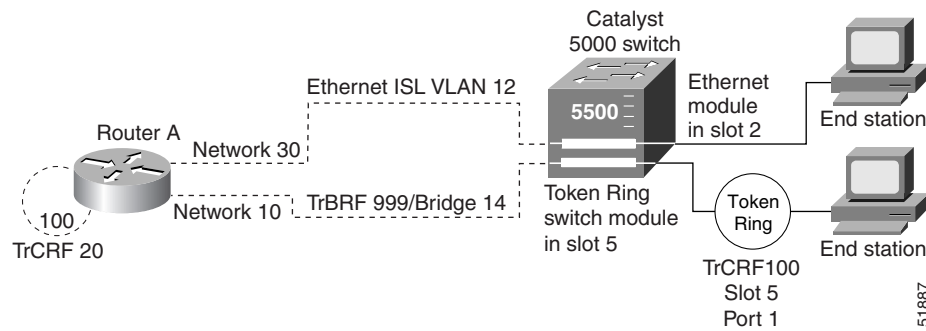 Catalyst
5000 switch
Ethernet ISL VLAN 12
Ethernet
module
in slot 2
5500
End station
Router A
Network 30
Network 10
TrBRF 999/Bridge 14
100
TrCRF 20
Token Ring
switch module
in slot 5
Token
Ring
End station
TrCRF100
Slot 5
Port 1
51887